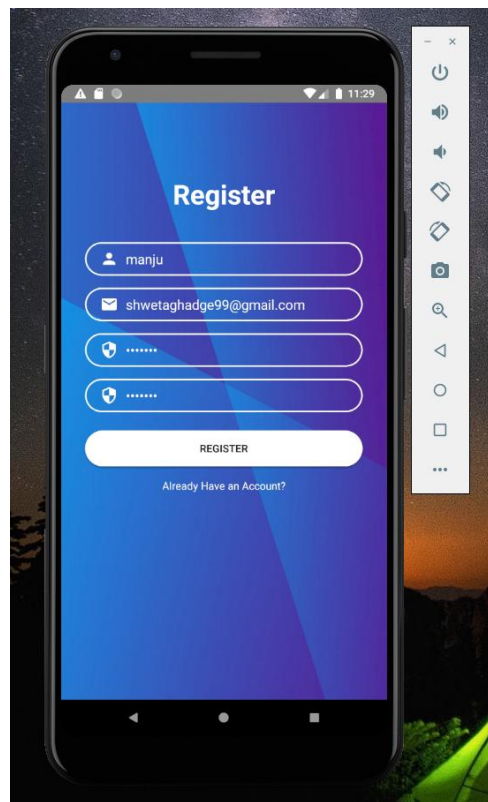 11:29
Register
manju
shwetaghadge99@gmail.com
•••••••
•••••••
REGISTER
Already Have an Account?